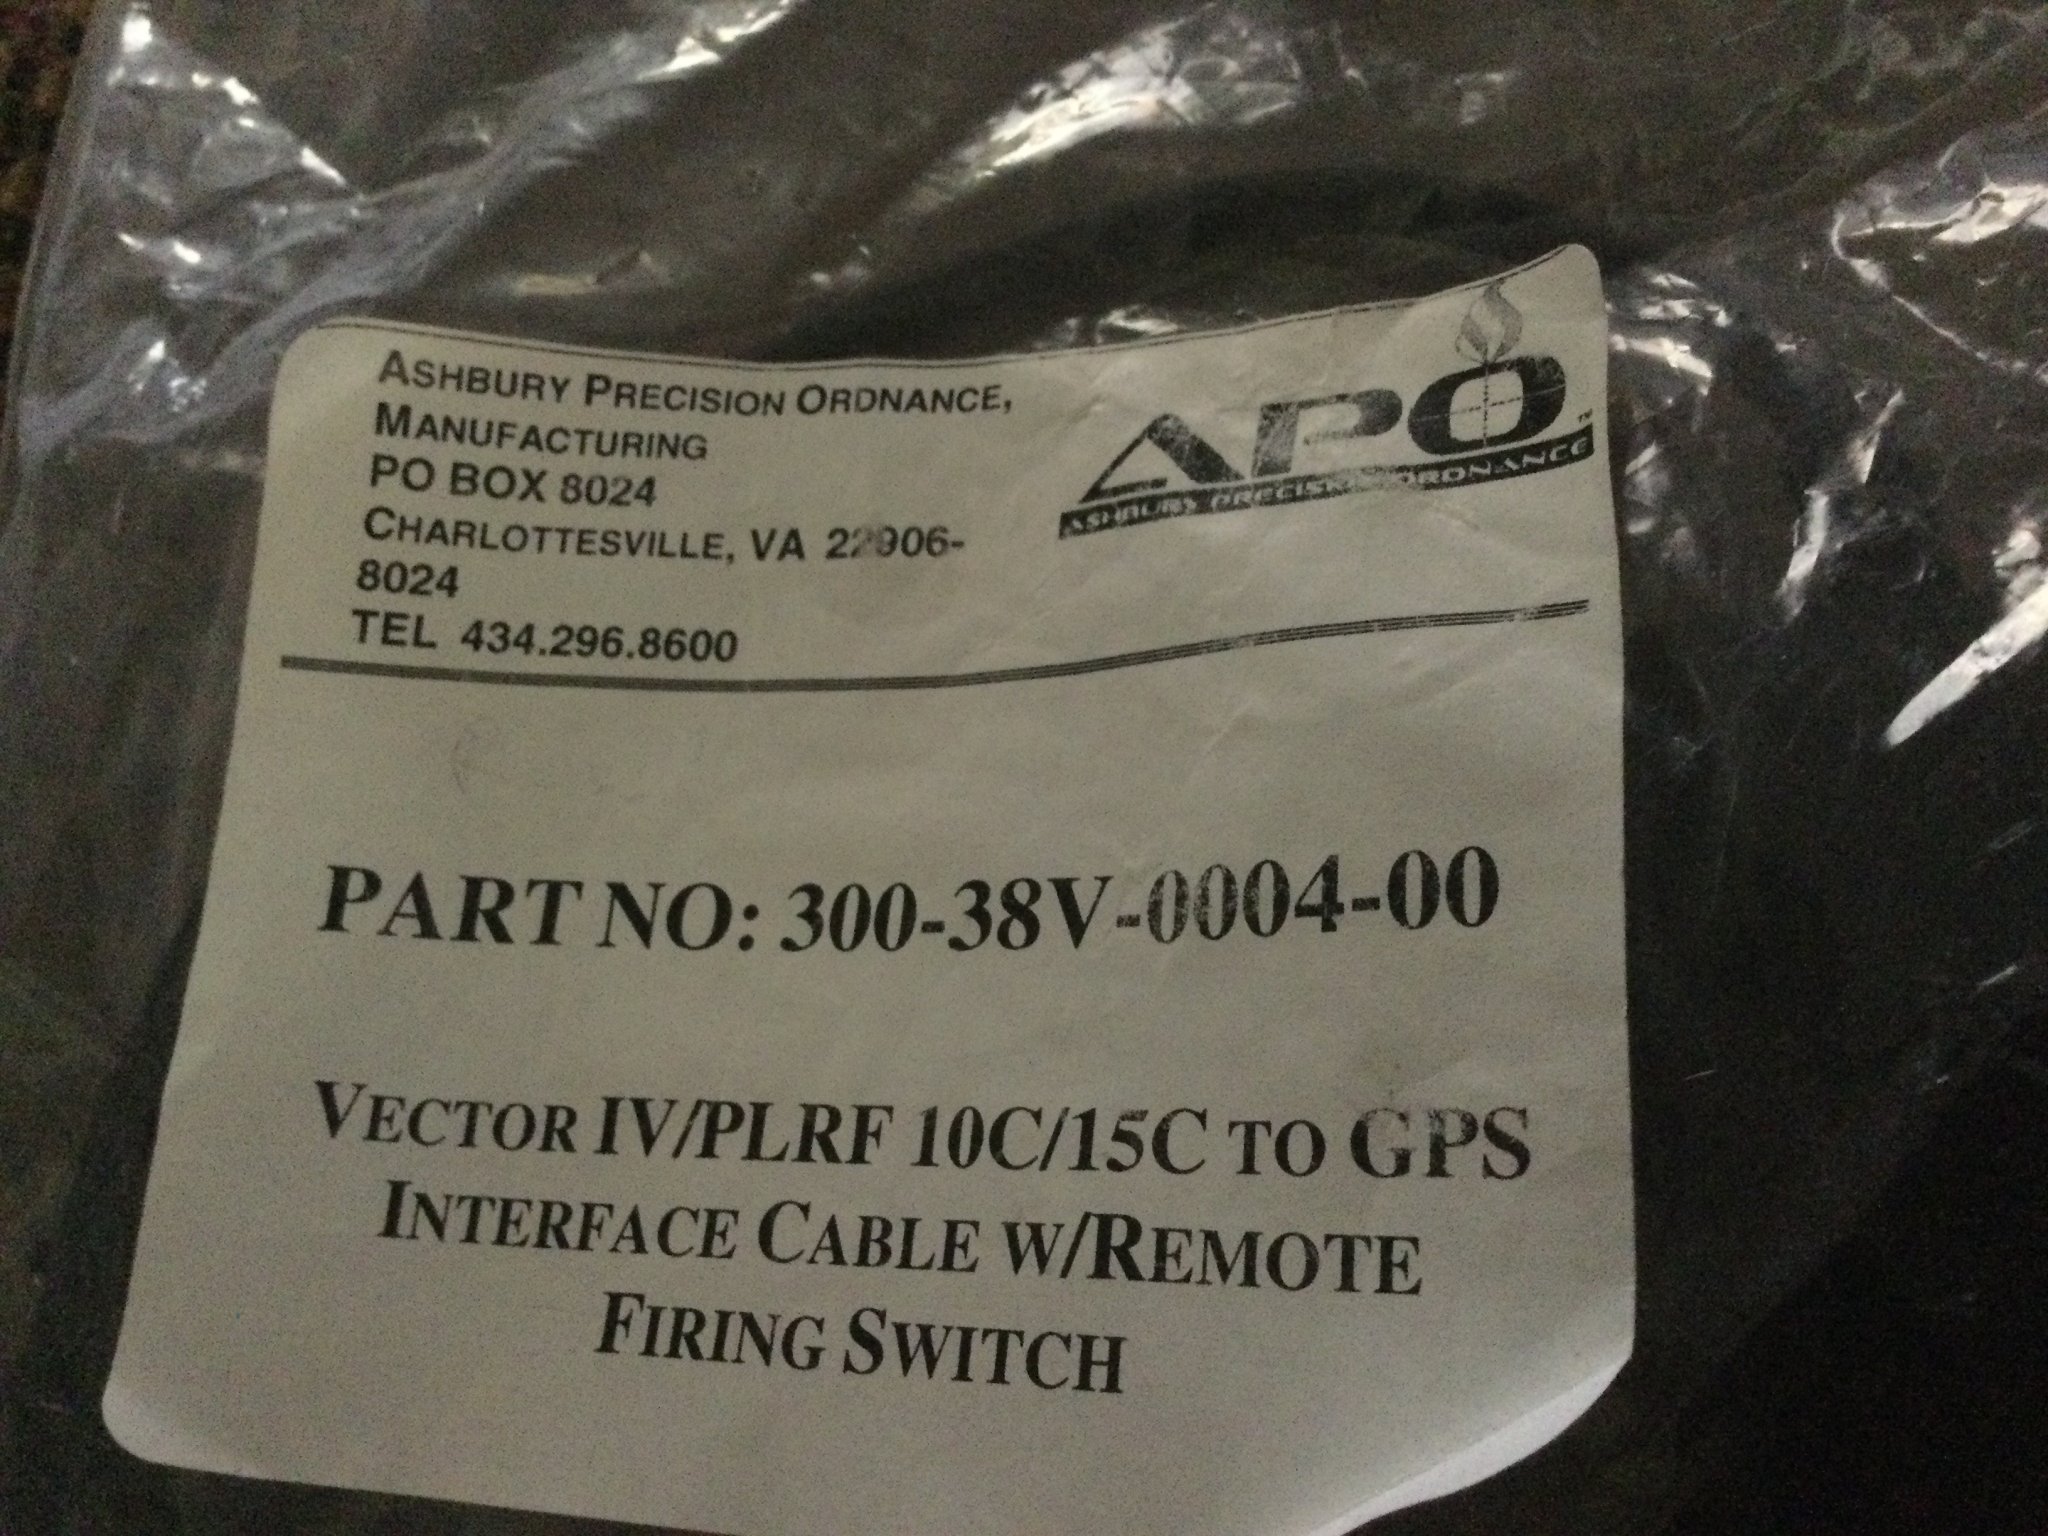 ASHBURY PRECISION ORDNANCE,
MANUFACTURING
PO BOX 8024
CHARLOTTESVILLE, VA 22906-
8024
TEL 434.296.8600
APO
TM
ASHBURY PRECISION ORDNANCE
PART NO: 300-38V-0004-00
VECTOR IV/PLRF 10C/15C TO GPS
INTERFACE CABLE W/REMOTE
FIRING SWITCH